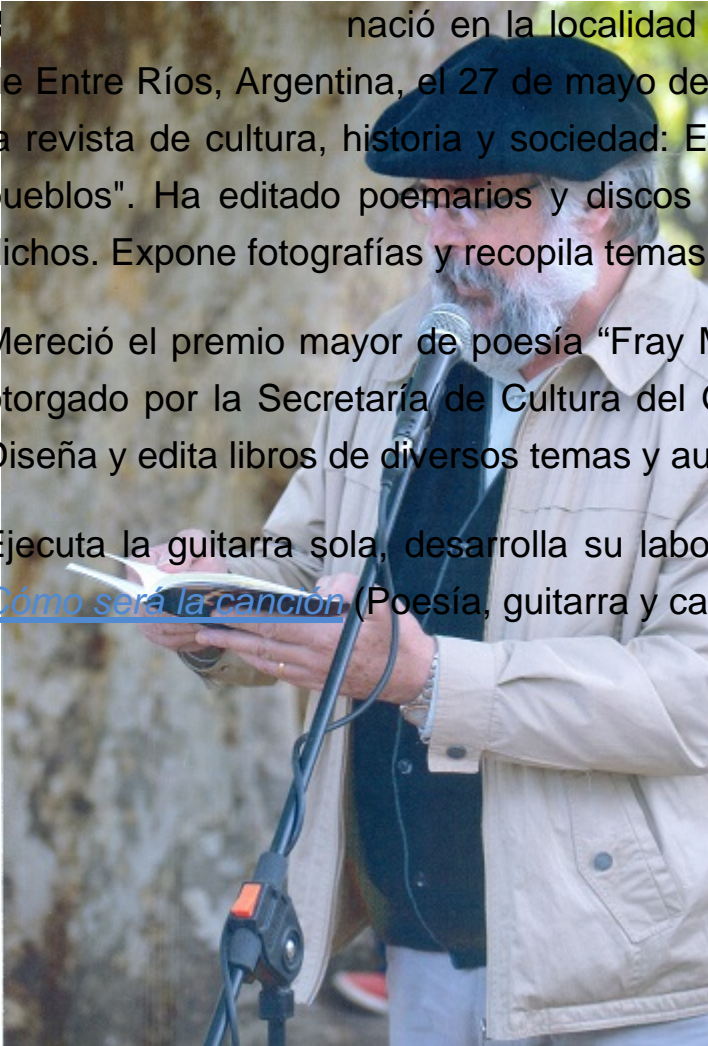 nació en la localidad
Entre Ríos, Argentina, el 27 de mayo de
revista de cultura, historia y sociedad: E
pueblos". Ha editado poemarios y discos
dichos. Expone fotografías y recopila temas
Mereció el premio mayor de poesía “Fray M
otorgado por la Secretaría de Cultura del G
Diseña y edita libros de diversos temas y au
Ejecuta la guitarra sola, desarrolla su labo
Cómo será la canción (Poesía, guitarra y ca